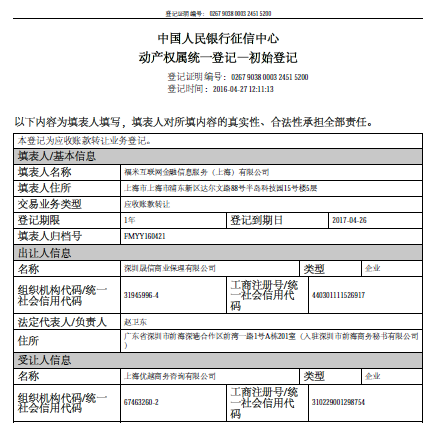 登记证明编号： 0267 9038 0003 2451 5200
中国人民银行征信中心
动产权属统一登记—初始登记
登记证明编号： 0267 9038 0003 2451 5200
登记时间： 2016-04-27 12:11:13
以下内容为填表人填写，填表人对所填内容的真实性、合法性承担全部责任。
本登记为应收账款转让业务登记。
填表人/基本信息
填表人名称 福米互联网金融信息服务（上海）有限公司
填表人住所 上海市上海市浦东新区达尔文路88号半岛科技园15号楼5层
交易业务类型 应收账款转让
登记期限 1年 登记到期日 2017-04-26
填表人归档号 FMYY160421
出让人信息
名称 深圳晟信商业保理有限公司 类型 企业
组织机构代码/统一社会信用代码 31945996-4 工商注册号/统一社会信用代码 440301111526917
法定代表人/负责人 赵卫东
住所 广东省深圳市前海深港合作区前湾一路1号A栋201室（入驻深圳市前海商务秘书有限公司
）
受让人信息
名称 上海优越商务咨询有限公司 类型 企业
组织机构代码/统一社会信用代码 67463260-2 工商注册号/统一社会信用代码 310229001298754